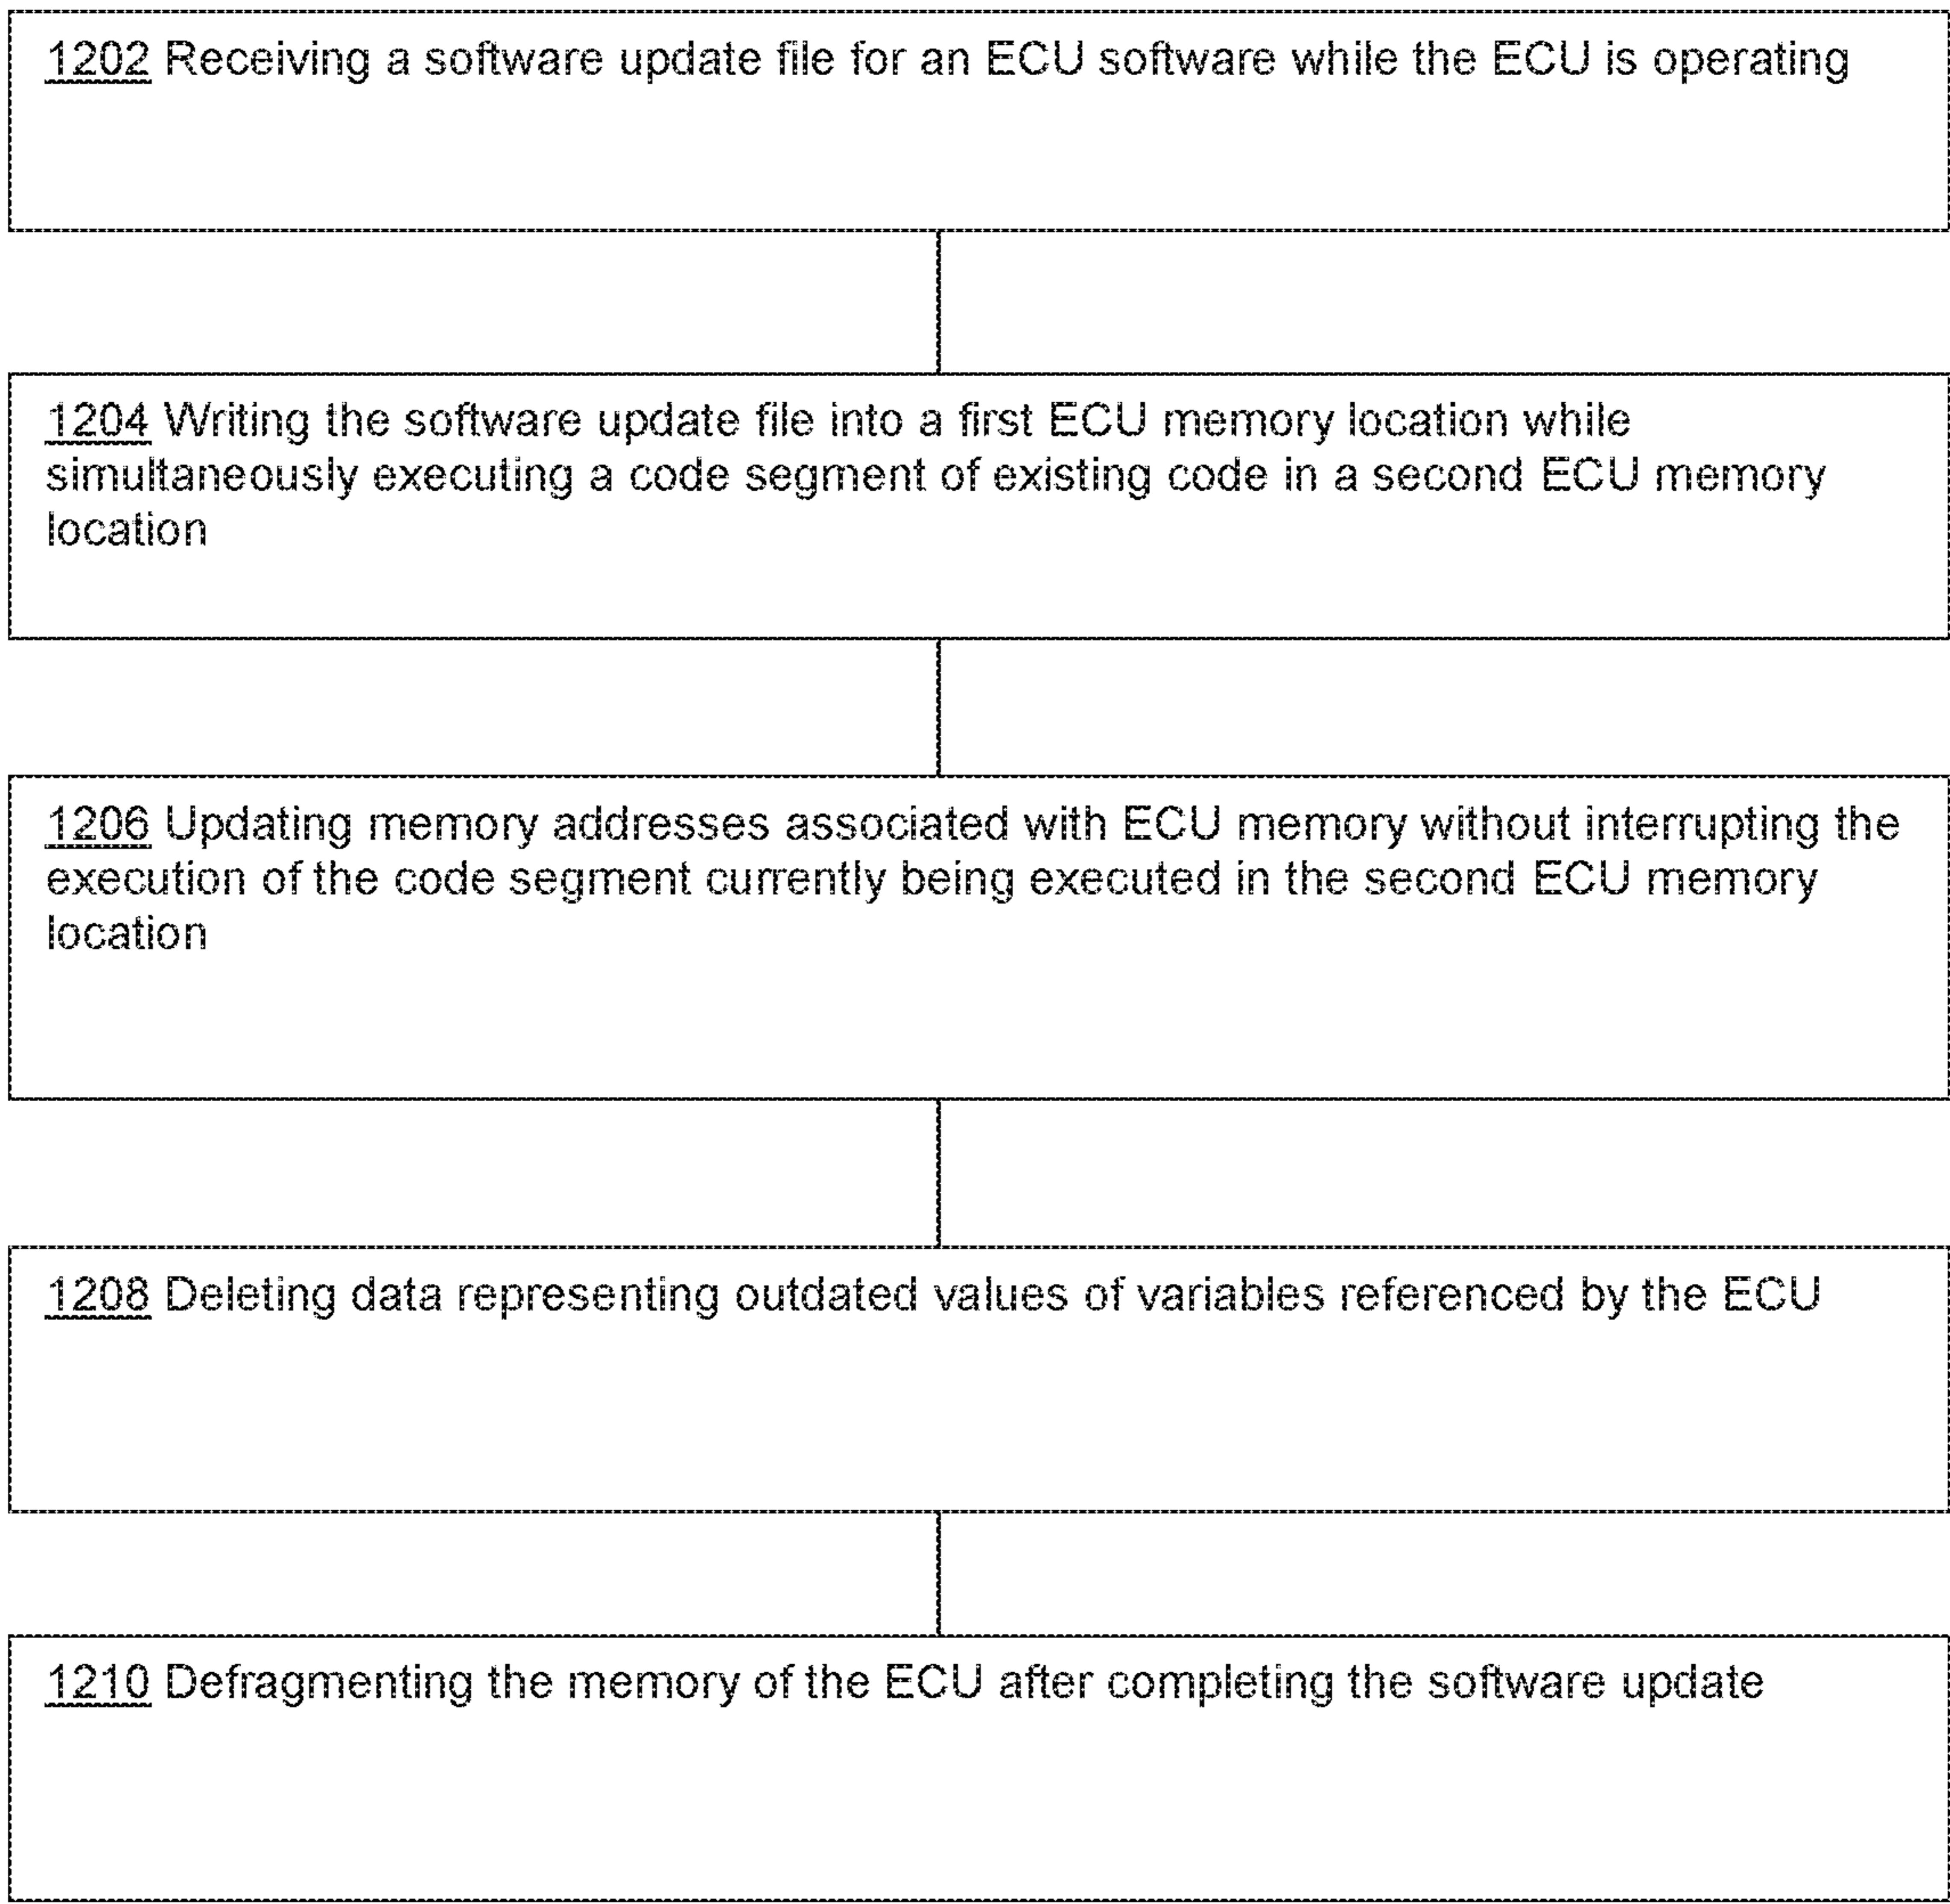 1202 Receiving a software update file for an ECU software while the ECU is operating
1204 Writing the software update file into a first ECU memory location while
simultaneously executing a code segment of existing code in a second ECU memory
location
1206 Updating memory addresses associated with ECU memory without interrupting the
execution of the code segment currently being executed in the second ECU memory
location
1208 Deleting data representing outdated values of variables referenced by the ECU
1210 Defragmenting the memory of the ECU after completing the software update